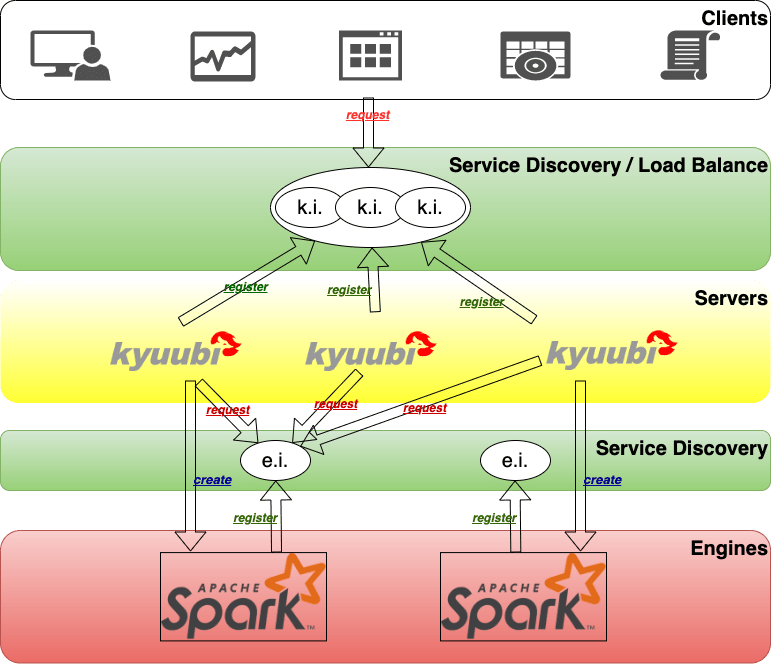 Clients
request
Service Discovery / Load Balance
k.i. k.i. k.i.
register
register
register
Servers
kyuubi kyuubi kyuubi
request
request
request
Service Discovery
e.i. e.i.
create
create
register
register
Engines
APACHE
Spark™
APACHE
Spark™